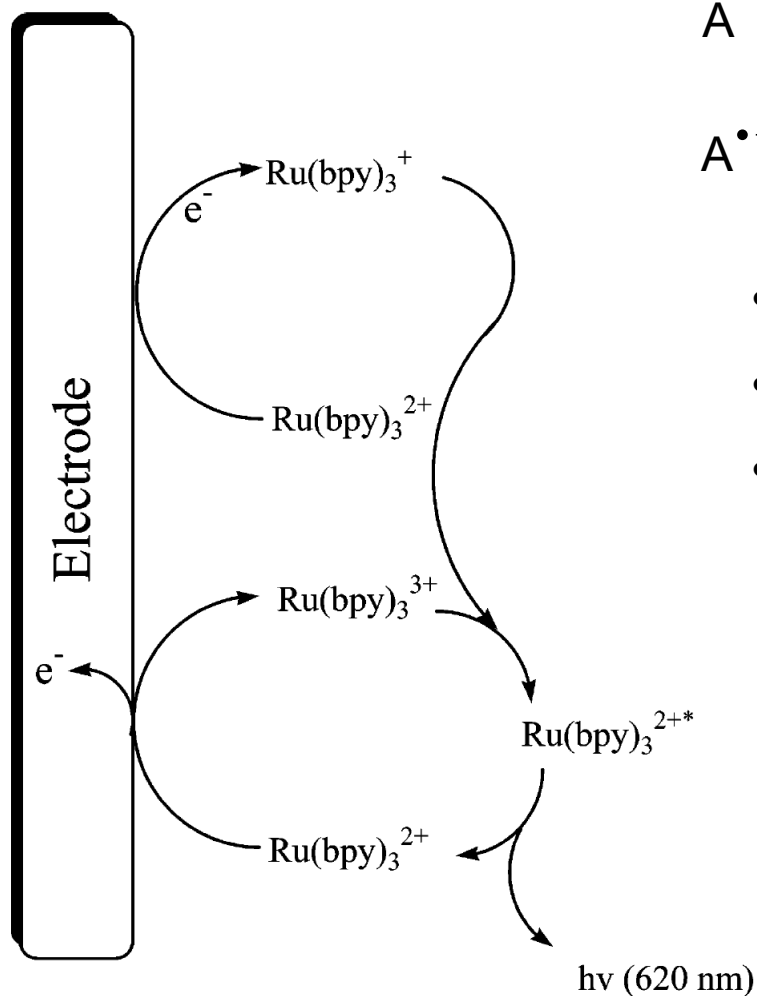 A
A•
Ru(bpy)₃⁺
e⁻
Ru(bpy)₃²⁺
Electrode
Ru(bpy)₃³⁺
e⁻
Ru(bpy)₃²⁺*
Ru(bpy)₃²⁺
hv (620 nm)